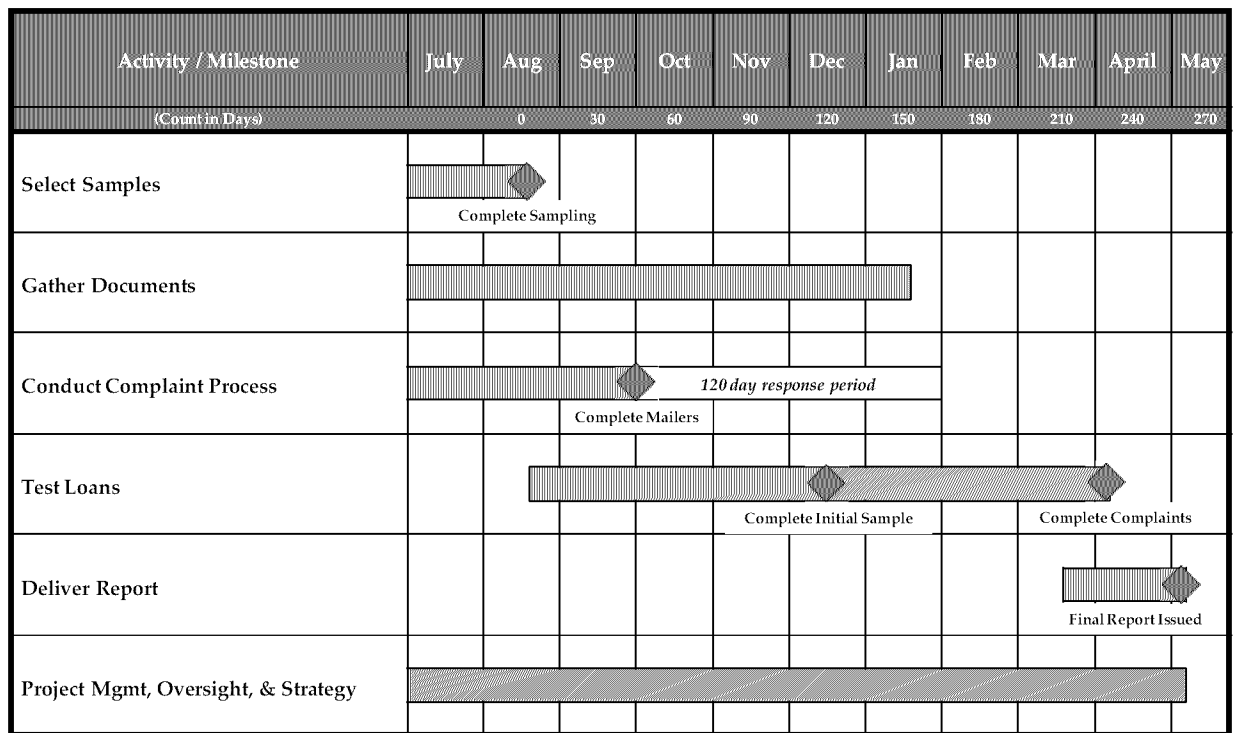 Activity / Milestone July Aug Sep Oct Nov Dec Jan Feb Mar April May
(Count in Days) 0 30 60 90 120 150 180 210 240 270
Select Samples
Complete Sampling
Gather Documents
Conduct Complaint Process 120 day response period
Complete Mailers
Test Loans
Complete Initial Sample Complete Complaints
Deliver Report
Final Report Issued
Project Mgmt, Oversight, & Strategy